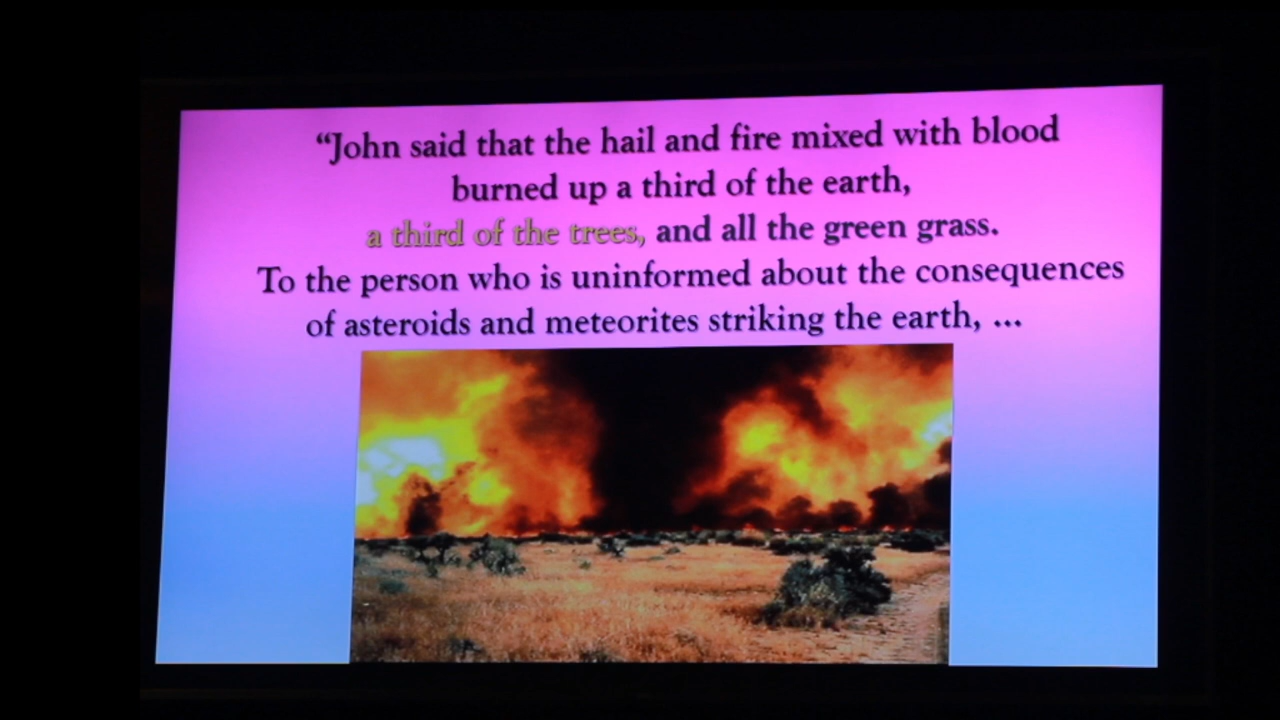 “John said that the hail and fire mixed with blood
burned up a third of the earth,
a third of the trees, and all the green grass.
To the person who is uninformed about the consequences
of asteroids and meteorites striking the earth, ...